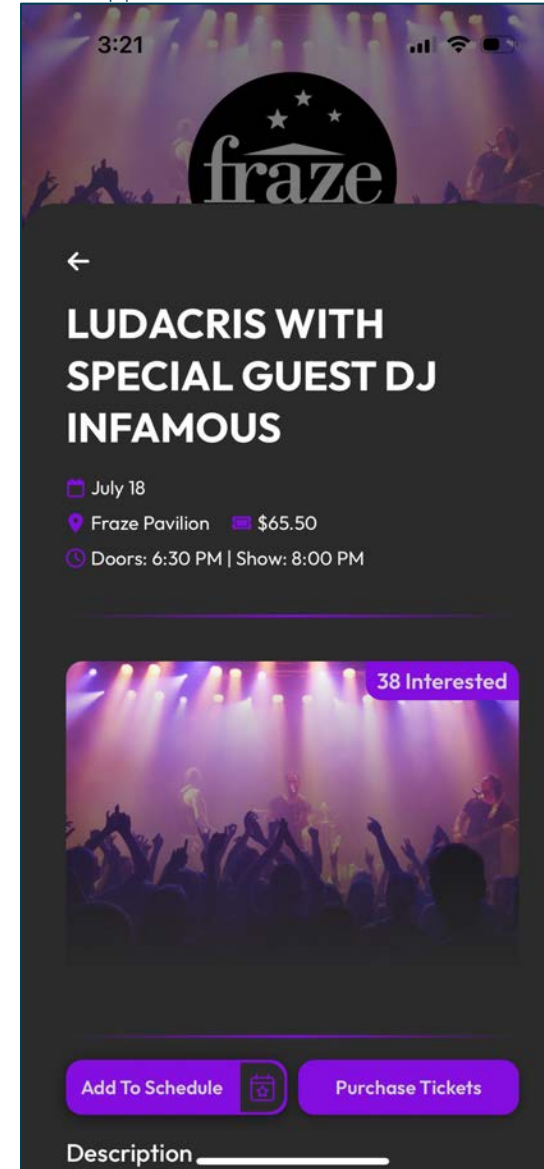 3:21
fraze
←
LUDACRIS WITH
SPECIAL GUEST DJ
INFAMOUS
July 18
Fraze Pavilion $65.50
Doors: 6:30 PM | Show: 8:00 PM
38 Interested
Add To Schedule Purchase Tickets
Description